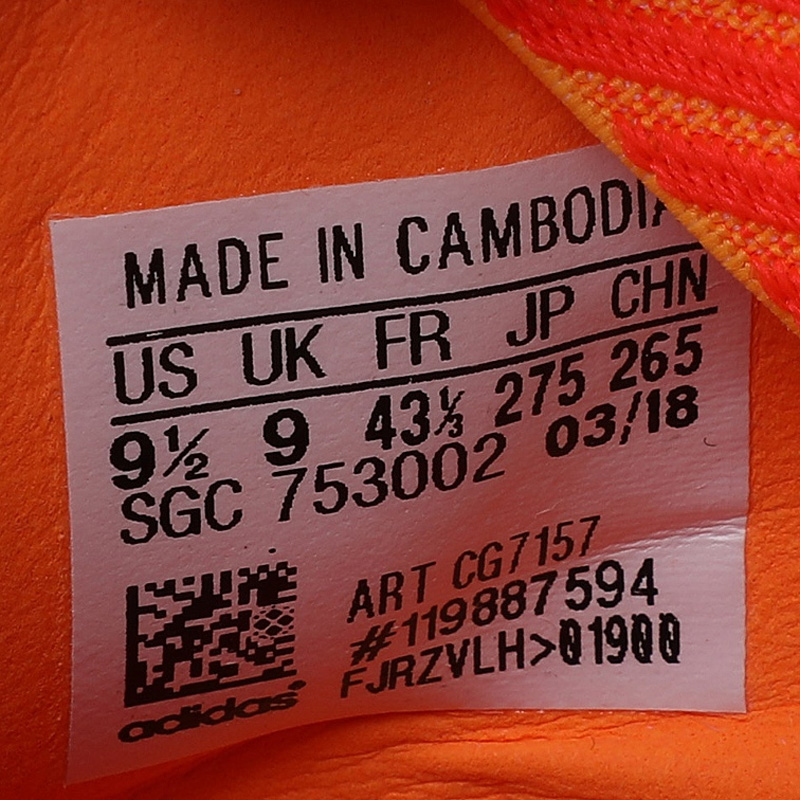 MADE IN CAMBODIA
US UK FR JP CHN
9½ 9 43⅓ 275 265
SGC 753002 03/18
ART CG7157
#119887594
FJRZVLH>01900
adidas